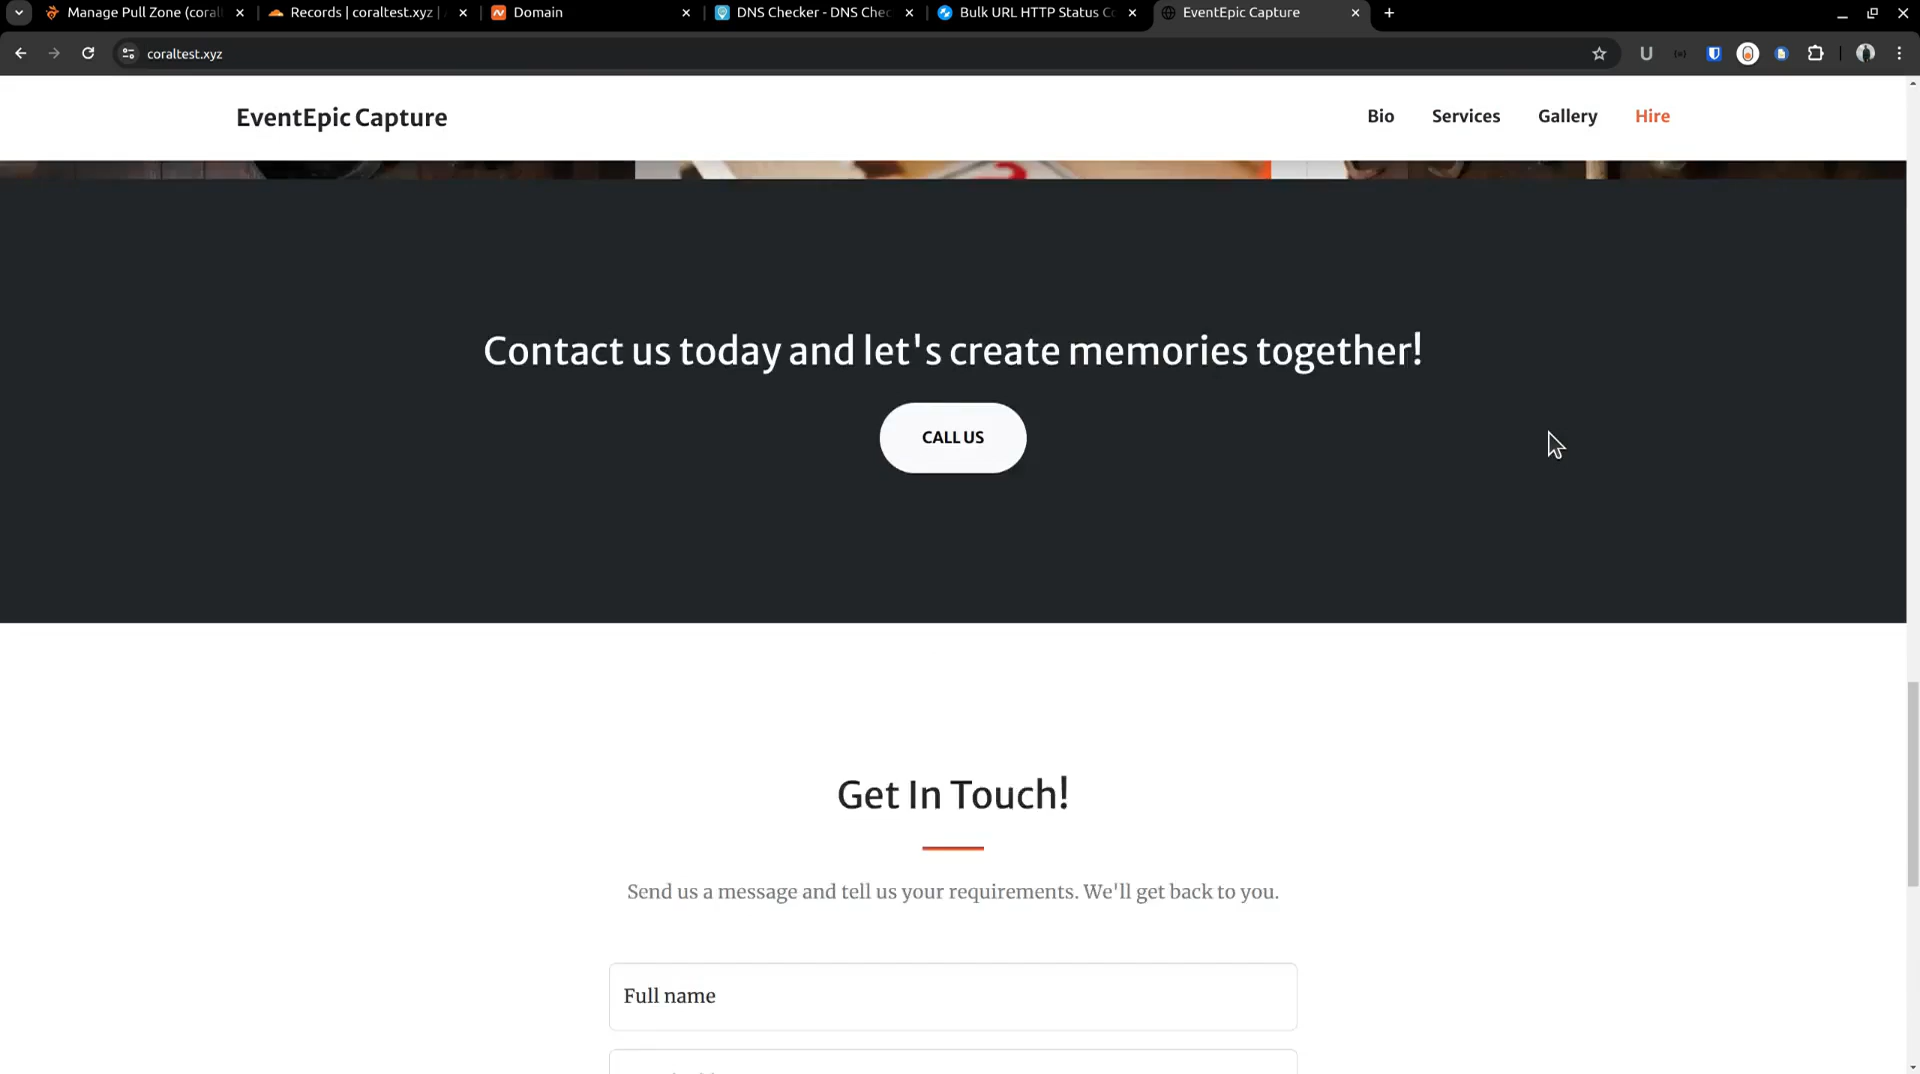 Manage Pull Zone (coral
Records | coraltest.xyz |
Domain
DNS Checker - DNS Chec
Bulk URL HTTP Status Co
EventEpic Capture
coraltest.xyz
U
EventEpic Capture
Bio
Services
Gallery
Hire
Contact us today and let's create memories together!
CALL US
Get In Touch!
Send us a message and tell us your requirements. We'll get back to you.
Full name